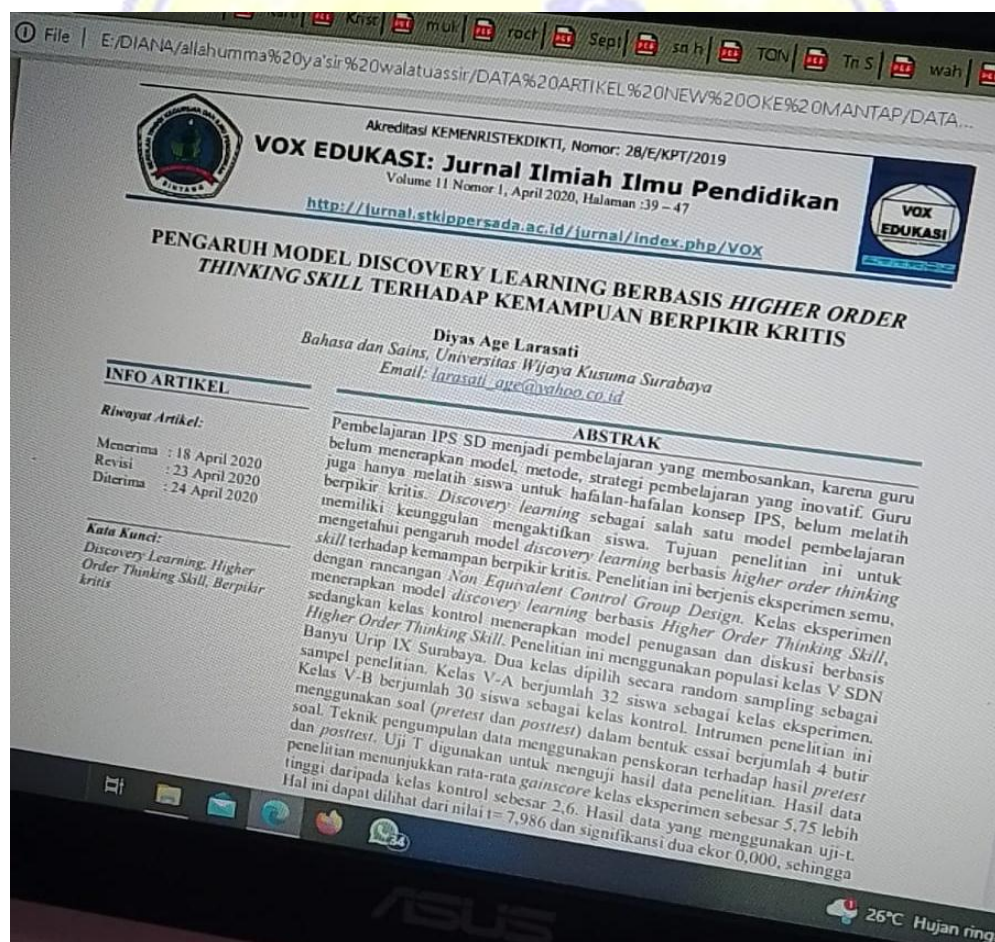 Krisc muk roch Sept sa h TON Tri S wah
File | E:/DIANA/allahumma%20ya'sir%20walatuassir/DATA%20ARTIKEL%20NEW%20OKE%20MANTAP/DATA...
Akreditasi KEMENRISTEKDIKTI, Nomor: 28/E/KPT/2019
VOX EDUKASI: Jurnal Ilmiah Ilmu Pendidikan
Volume 11 Nomor 1, April 2020, Halaman :39 – 47
http://jurnal.stkippersada.ac.id/jurnal/index.php/VOX
SINTANG
VOX
EDUKASI
PENGARUH MODEL DISCOVERY LEARNING BERBASIS HIGHER ORDER
THINKING SKILL TERHADAP KEMAMPUAN BERPIKIR KRITIS
Diyas Age Larasati
Bahasa dan Sains, Universitas Wijaya Kusuma Surabaya
Email: larasati_age@yahoo.co.id
INFO ARTIKEL
Riwayat Artikel:
Menerima : 18 April 2020
Revisi : 23 April 2020
Diterima : 24 April 2020
Kata Kunci:
Discovery Learning, Higher
Order Thinking Skill, Berpikir
kritis
ABSTRAK
Pembelajaran IPS SD menjadi pembelajaran yang membosankan, karena guru
belum menerapkan model, metode, strategi pembelajaran yang inovatif. Guru
juga hanya melatih siswa untuk hafalan-hafalan konsep IPS, belum melatih
berpikir kritis. Discovery learning sebagai salah satu model pembelajaran
memiliki keunggulan mengaktifkan siswa. Tujuan penelitian ini untuk
mengetahui pengaruh model discovery learning berbasis higher order thinking
skill terhadap kemampan berpikir kritis. Penelitian ini berjenis eksperimen semu,
dengan rancangan Non Equivalent Control Group Design. Kelas eksperimen
menerapkan model discovery learning berbasis Higher Order Thinking Skill,
sedangkan kelas kontrol menerapkan model penugasan dan diskusi berbasis
Higher Order Thinking Skill. Penelitian ini menggunakan populasi kelas V SDN
Banyu Urip IX Surabaya. Dua kelas dipilih secara random sampling sebagai
sampel penelitian. Kelas V-A berjumlah 32 siswa sebagai kelas eksperimen.
Kelas V-B berjumlah 30 siswa sebagai kelas kontrol. Intrumen penelitian ini
menggunakan soal (pretest dan posttest) dalam bentuk essai berjumlah 4 butir
soal. Teknik pengumpulan data menggunakan penskoran terhadap hasil pretest
dan posttest. Uji T digunakan untuk menguji hasil data penelitian. Hasil data
penelitian menunjukkan rata-rata gainscore kelas eksperimen sebesar 5,75 lebih
tinggi daripada kelas kontrol sebesar 2,6. Hasil data yang menggunakan uji-t.
Hal ini dapat dilihat dari nilai t= 7,986 dan signifikansi dua ekor 0,000, sehingga
34
26°C Hujan ring
ASUS